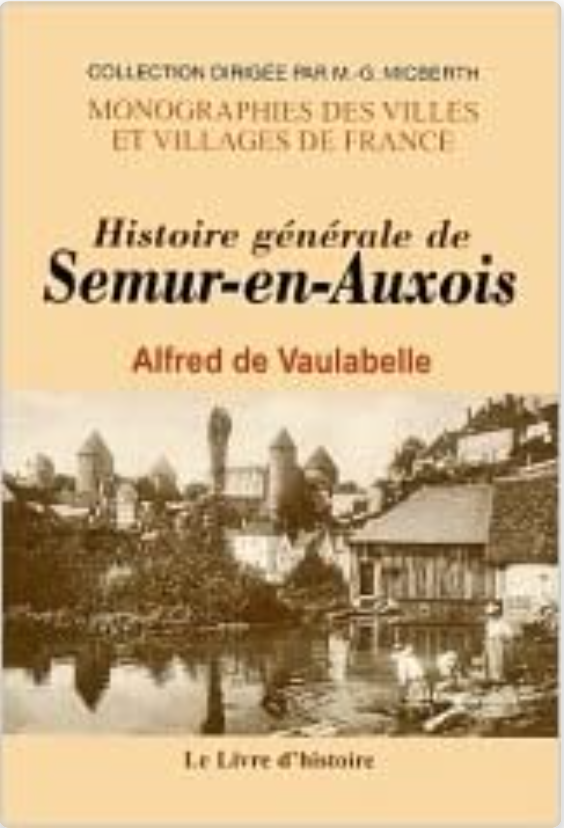 COLLECTION DIRIGÉE PAR M.-G. MICBERTH
MONOGRAPHIES DES VILLES
ET VILLAGES DE FRANCE
Histoire générale de
Semur-en-Auxois
Alfred de Vaulabelle
Le Livre d'histoire